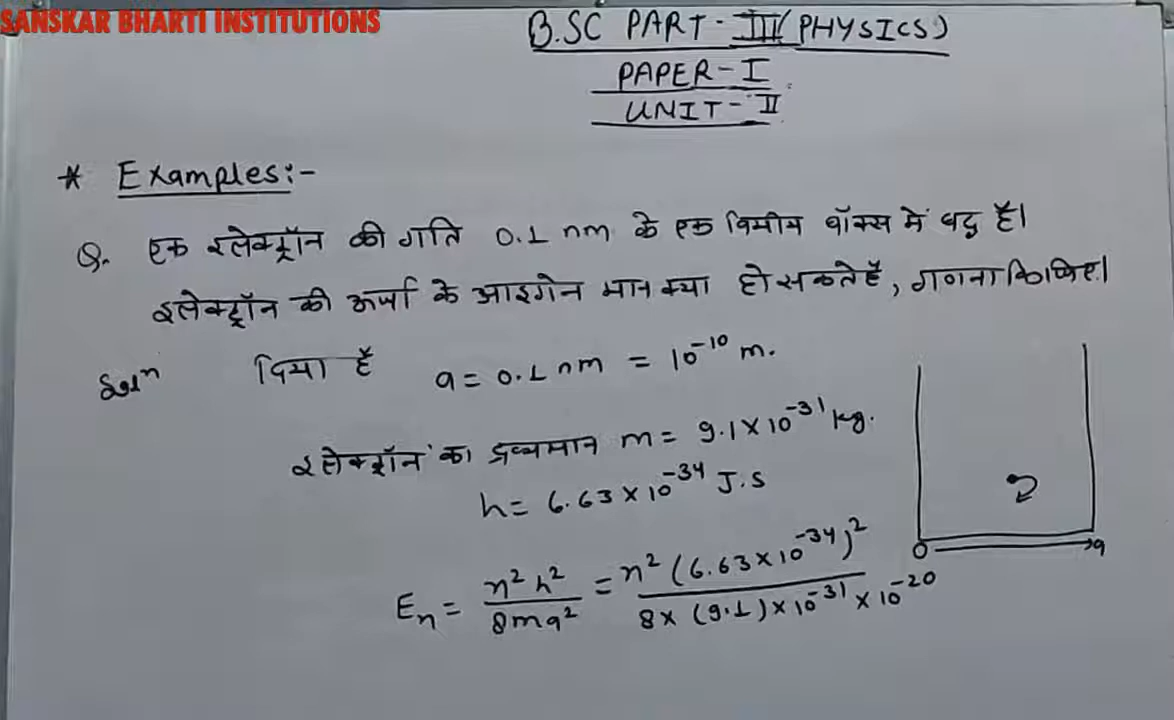 SANSKAR BHARTI INSTITUTIONS
B.SC PART-III (PHYSICS)
PAPER-I
UNIT-II
* Examples:-
Q. एक इलेक्ट्रॉन की गति 0.1 nm के एक विमीय बॉक्स में बद्ध है।
इलेक्ट्रॉन की ऊर्जा के आइगेन मान क्या हो सकते हैं, गणना किजिए।
Solⁿ दिया है a = 0.1 nm = 10⁻¹⁰ m.
इलेक्ट्रॉन का द्रव्यमान m = 9.1×10⁻³¹ kg.
h = 6.63×10⁻³⁴ J.S
Eₙ = n²h²/8ma² = n²(6.63×10⁻³⁴)²/8×(9.1)×10⁻³¹×10⁻²⁰
0 a